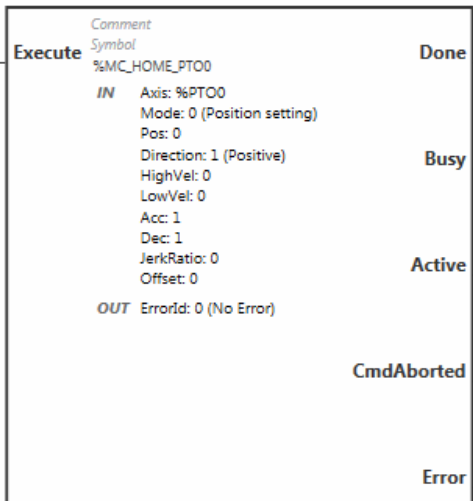 Comment
Execute Symbol Done
%MC_HOME_PTO0
IN Axis: %PTO0
Mode: 0 (Position setting)
Pos: 0
Direction: 1 (Positive) Busy
HighVel: 0
LowVel: 0
Acc: 1
Dec: 1
JerkRatio: 0 Active
Offset: 0
OUT ErrorId: 0 (No Error)
CmdAborted
Error